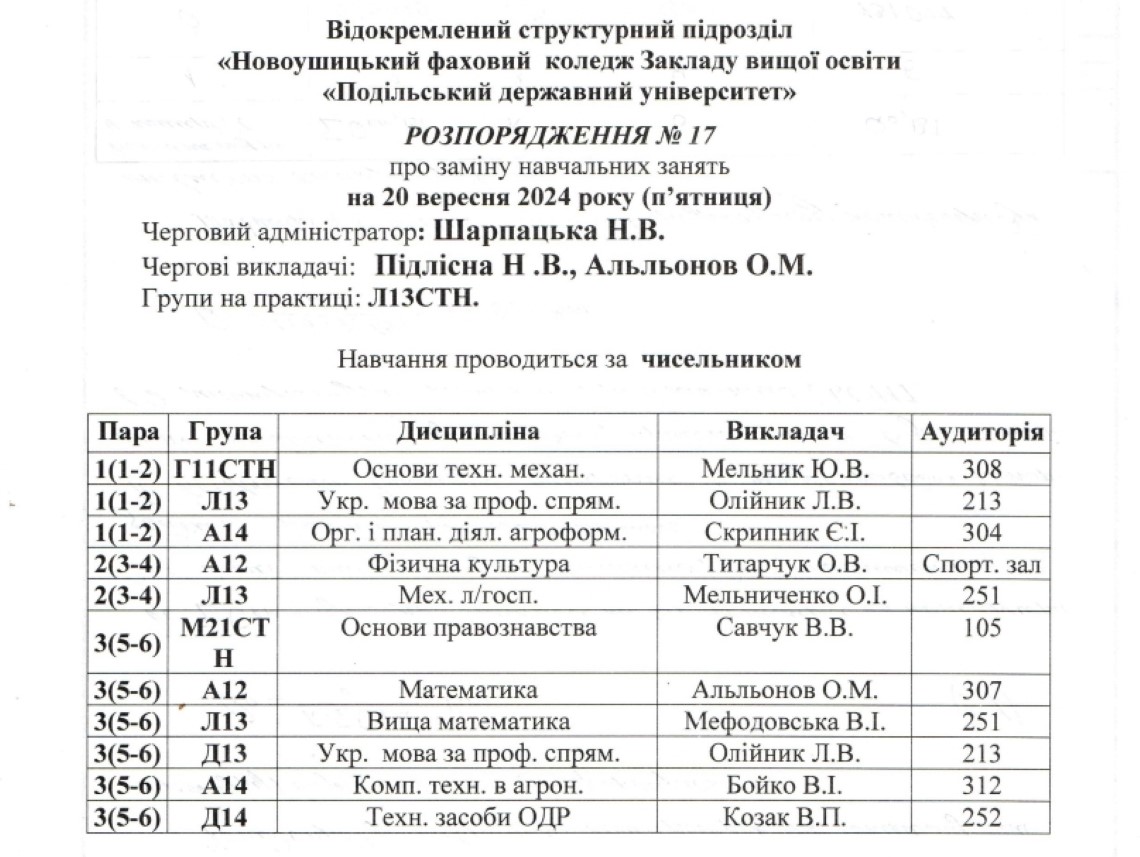 Відокремлений структурний підрозділ
«Новоушицький фаховий коледж Закладу вищої освіти
«Подільський державний університет»
РОЗПОРЯДЖЕННЯ № 17
про заміну навчальних занять
на 20 вересня 2024 року (п’ятниця)
Черговий адміністратор: Шарпацька Н.В.
Чергові викладачі: Підлісна Н .В., Альльонов О.М.
Групи на практиці: Л13СТН.
Навчання проводиться за чисельником
Пара Група Дисципліна Викладач Аудиторія
1(1-2) Г11СТН Основи техн. механ. Мельник Ю.В. 308
1(1-2) Л13 Укр. мова за проф. спрям. Олійник Л.В. 213
1(1-2) А14 Орг. і план. діял. агроформ. Скрипник Є.І. 304
2(3-4) А12 Фізична культура Титарчук О.В. Спорт. зал
2(3-4) Л13 Мех. л/госп. Мельниченко О.І. 251
3(5-6) М21СТ Основи правознавства Савчук В.В. 105
Н
3(5-6) А12 Математика Альльонов О.М. 307
3(5-6) Л13 Вища математика Мефодовська В.І. 251
3(5-6) Д13 Укр. мова за проф. спрям. Олійник Л.В. 213
3(5-6) А14 Комп. техн. в агрон. Бойко В.І. 312
3(5-6) Д14 Техн. засоби ОДР Козак В.П. 252